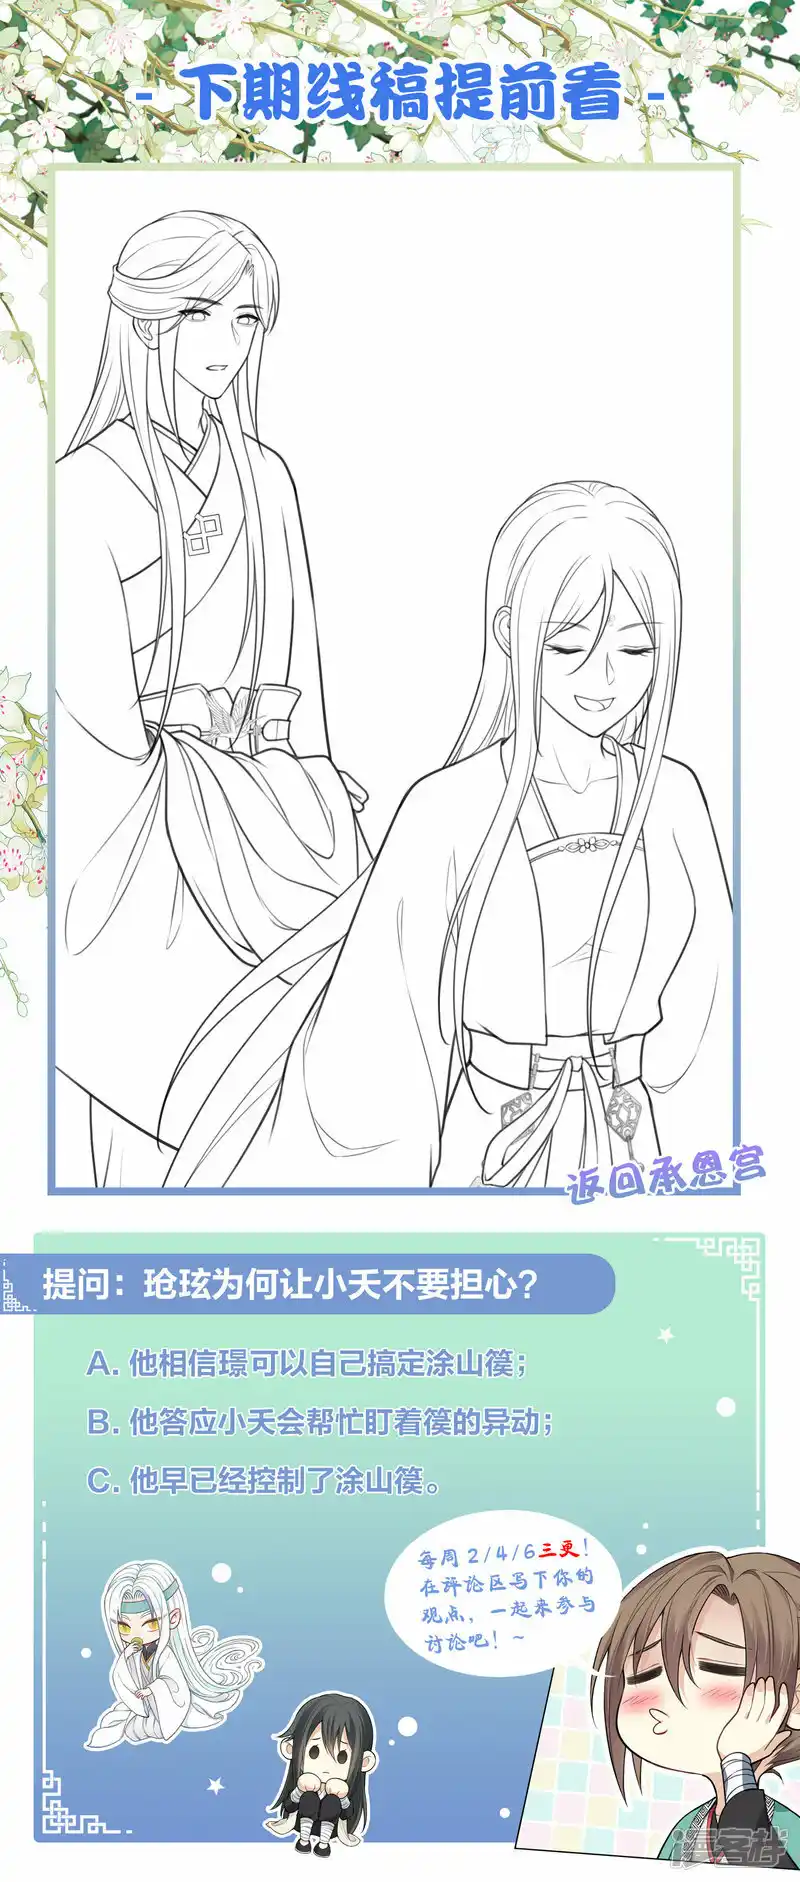 - 下期线稿提前看 -
返回承恩宫
提问：玱玹为何让小夭不要担心？
A. 他相信璟可以自己搞定涂山篌；
B. 他答应小夭会帮忙盯着篌的异动；
C. 他早已经控制了涂山篌。
每周 2/4/6三更！
在评论区写下你的
观点，一起来参与
讨论吧！～
漫客栈